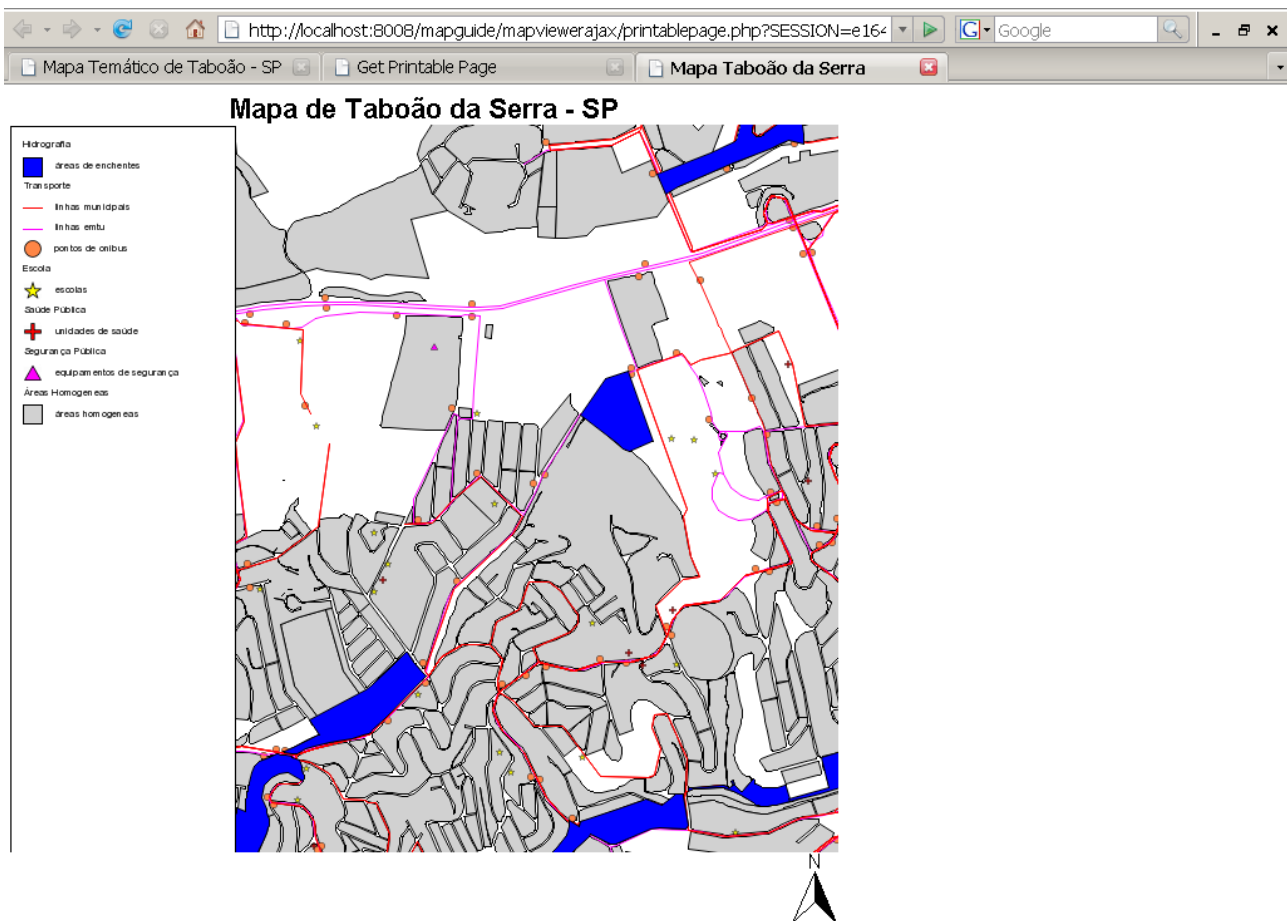 http://localhost:8008/mapguide/mapviewerajax/printablepage.php?SESSION=e164
Google
Mapa Temático de Taboão - SP
Get Printable Page
Mapa Taboão da Serra
Mapa de Taboão da Serra - SP
Hidrografia
áreas de enchentes
Transporte
linhas municipais
linhas emtu
pontos de onibus
Escola
escolas
Saúde Pública
unidades de saúde
Segurança Pública
equipamentos de segurança
Áreas Homogeneas
áreas homogeneas
N